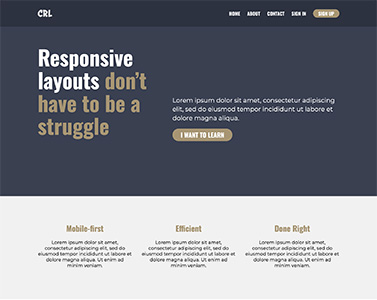 CRL
HOME ABOUT CONTACT SIGN IN SIGN UP
Responsive
layouts don't
have to be a
struggle
Lorem ipsum dolor sit amet, consectetur adipiscing elit, sed do eiusmod
tempor incididunt ut labore et
dolore magna aliqua.
I WANT TO LEARN
Mobile-first
Lorem ipsum dolor sit amet,
consectetur adipiscing elit, sed do
eiusmod tempor incididunt ut labore et
dolore magna aliqua. Ut enim ad
minim veniam.
Efficient
Lorem ipsum dolor sit amet,
consectetur adipiscing elit, sed do
eiusmod tempor incididunt ut labore et
dolore magna aliqua. Ut enim ad
minim veniam.
Done Right
Lorem ipsum dolor sit amet,
consectetur adipiscing elit, sed do
eiusmod tempor incididunt ut labore et
dolore magna aliqua. Ut enim ad
minim veniam.